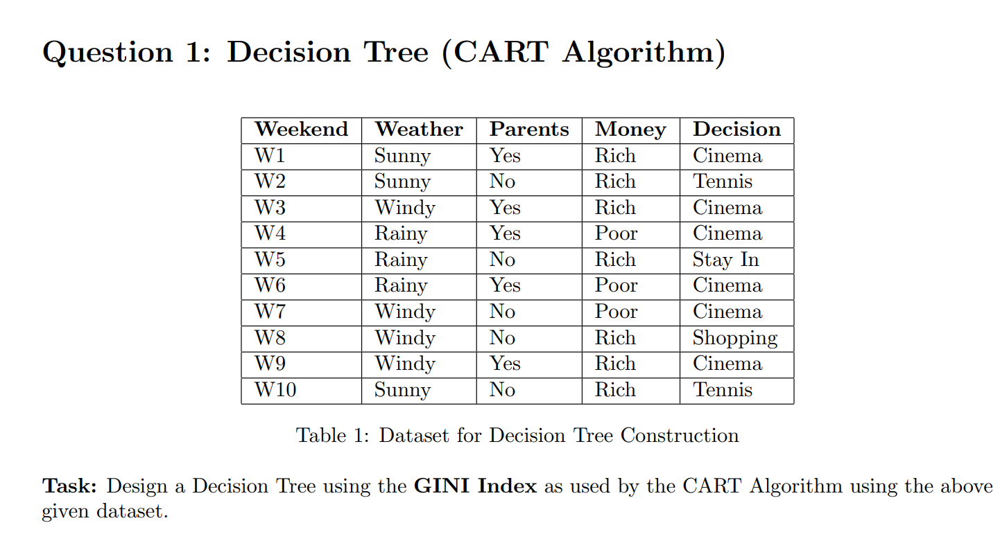 Question 1: Decision Tree (CART Algorithm)
Weekend Weather Parents Money Decision
W1 Sunny Yes Rich Cinema
W2 Sunny No Rich Tennis
W3 Windy Yes Rich Cinema
W4 Rainy Yes Poor Cinema
W5 Rainy No Rich Stay In
W6 Rainy Yes Poor Cinema
W7 Windy No Poor Cinema
W8 Windy No Rich Shopping
W9 Windy Yes Rich Cinema
W10 Sunny No Rich Tennis
Table 1: Dataset for Decision Tree Construction
Task: Design a Decision Tree using the GINI Index as used by the CART Algorithm using the above
given dataset.